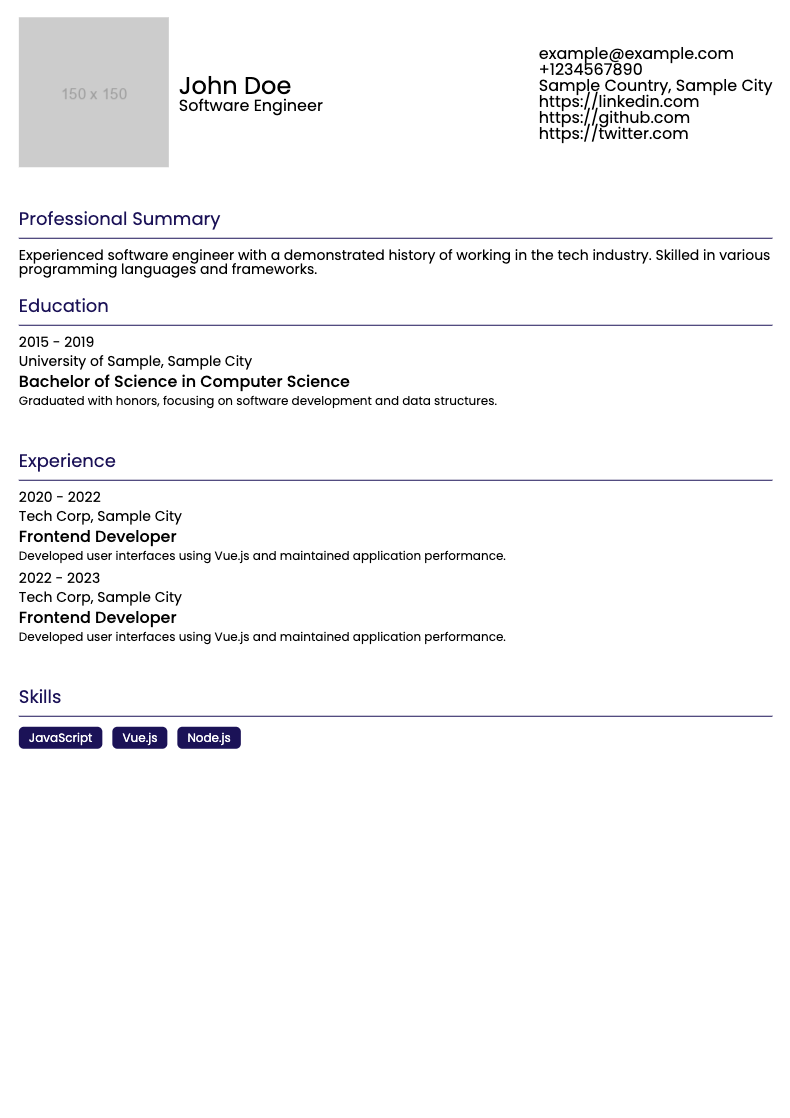 150 x 150
John Doe
Software Engineer
example@example.com
+1234567890
Sample Country, Sample City
https://linkedin.com
https://github.com
https://twitter.com
Professional Summary
Experienced software engineer with a demonstrated history of working in the tech industry. Skilled in various
programming languages and frameworks.
Education
2015 - 2019
University of Sample, Sample City
Bachelor of Science in Computer Science
Graduated with honors, focusing on software development and data structures.
Experience
2020 - 2022
Tech Corp, Sample City
Frontend Developer
Developed user interfaces using Vue.js and maintained application performance.
2022 - 2023
Tech Corp, Sample City
Frontend Developer
Developed user interfaces using Vue.js and maintained application performance.
Skills
JavaScript Vue.js Node.js